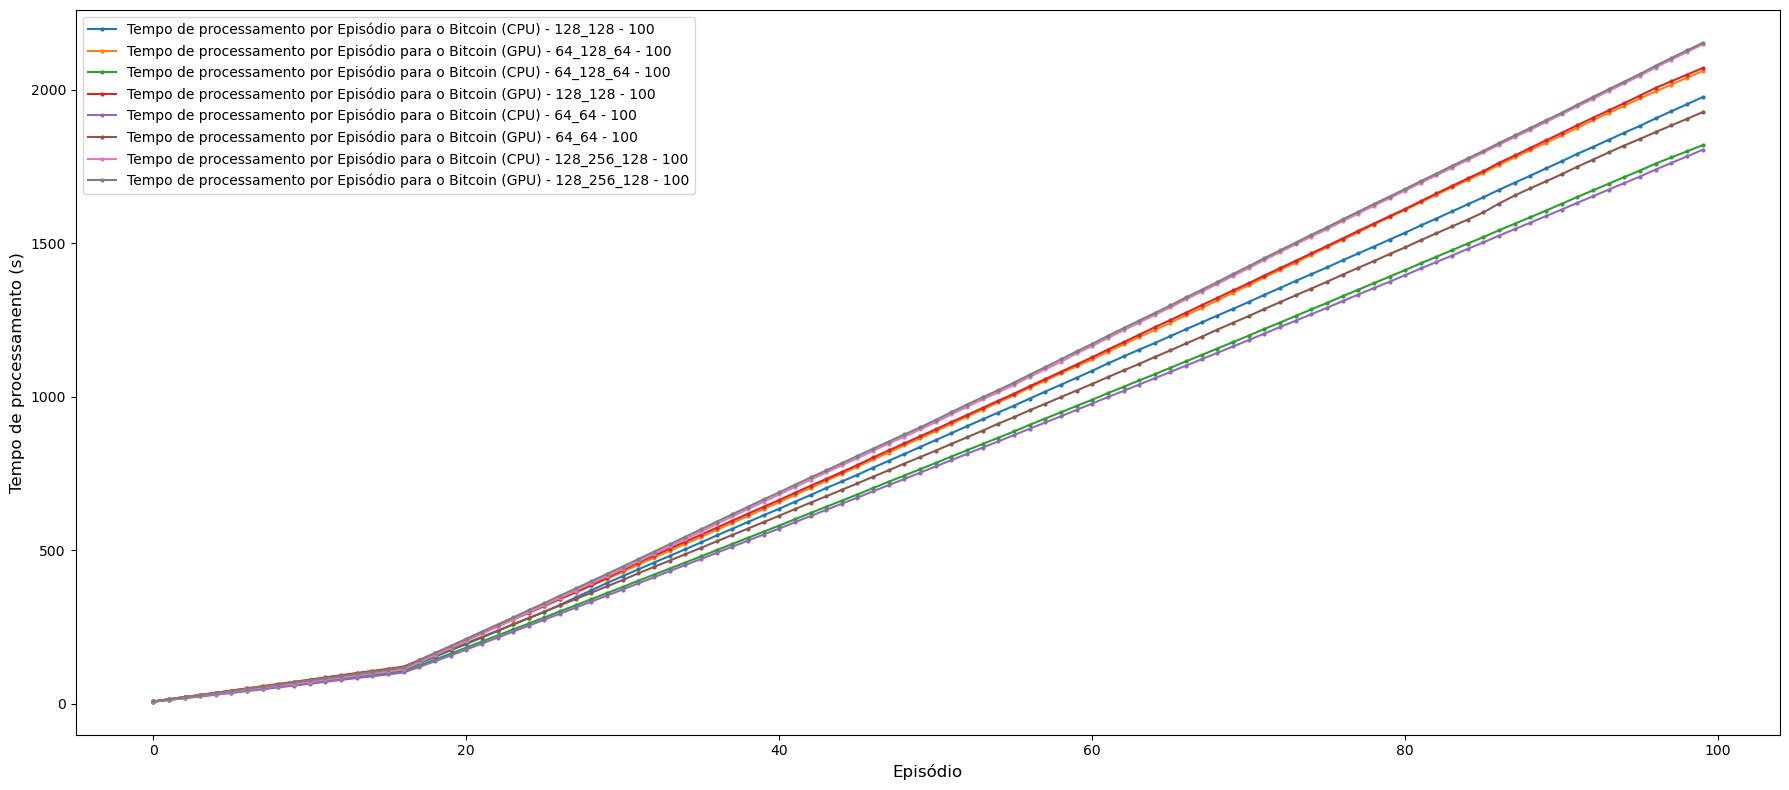 Tempo de processamento por Episódio para o Bitcoin (CPU) - 128_128 - 100
Tempo de processamento por Episódio para o Bitcoin (GPU) - 64_128_64 - 100
Tempo de processamento por Episódio para o Bitcoin (CPU) - 64_128_64 - 100
Tempo de processamento por Episódio para o Bitcoin (GPU) - 128_128 - 100
Tempo de processamento por Episódio para o Bitcoin (CPU) - 64_64 - 100
Tempo de processamento por Episódio para o Bitcoin (GPU) - 64_64 - 100
Tempo de processamento por Episódio para o Bitcoin (CPU) - 128_256_128 - 100
Tempo de processamento por Episódio para o Bitcoin (GPU) - 128_256_128 - 100
Tempo de processamento (s)
2000
1500
1000
500
0
0
20
40
60
80
100
Episódio